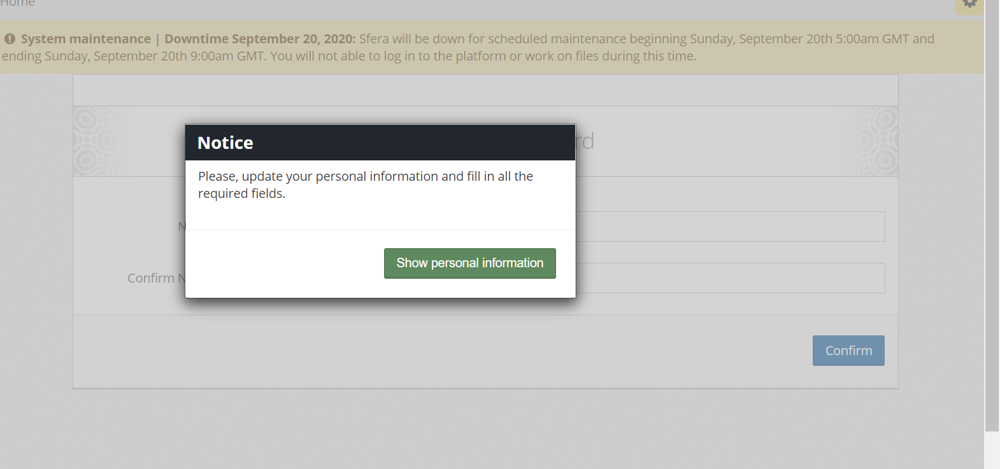 Home
System maintenance | Downtime September 20, 2020: Sfera will be down for scheduled maintenance beginning Sunday, September 20th 5:00am GMT and
ending Sunday, September 20th 9:00am GMT. You will not able to log in to the platform or work on files during this time.
rd
Notice
Please, update your personal information and fill in all the
required fields.
N
Show personal information
Confirm N
Confirm